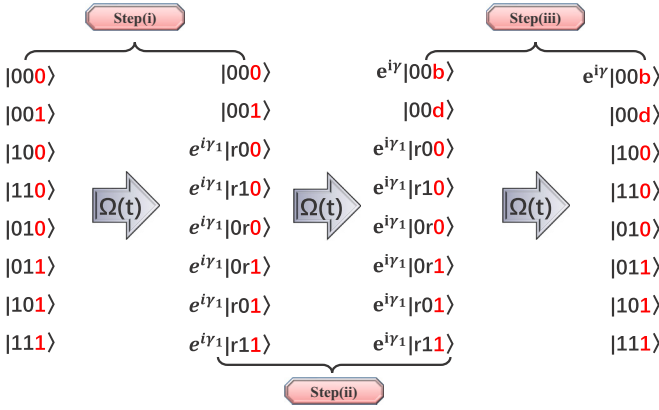 Step(i) Step(iii)
|000⟩ |000⟩ e^{iγ}|00b⟩ e^{iγ}|00b⟩
|001⟩ |001⟩ |00d⟩ |00d⟩
|100⟩ e^{iγ₁}|r00⟩ e^{iγ₁}|r00⟩ |100⟩
|110⟩ e^{iγ₁}|r10⟩ e^{iγ₁}|r10⟩ |110⟩
Ω(t) Ω(t) Ω(t)
|010⟩ e^{iγ₁}|0r0⟩ e^{iγ₁}|0r0⟩ |010⟩
|011⟩ e^{iγ₁}|0r1⟩ e^{iγ₁}|0r1⟩ |011⟩
|101⟩ e^{iγ₁}|r01⟩ e^{iγ₁}|r01⟩ |101⟩
|111⟩ e^{iγ₁}|r11⟩ e^{iγ₁}|r11⟩ |111⟩
Step(ii)